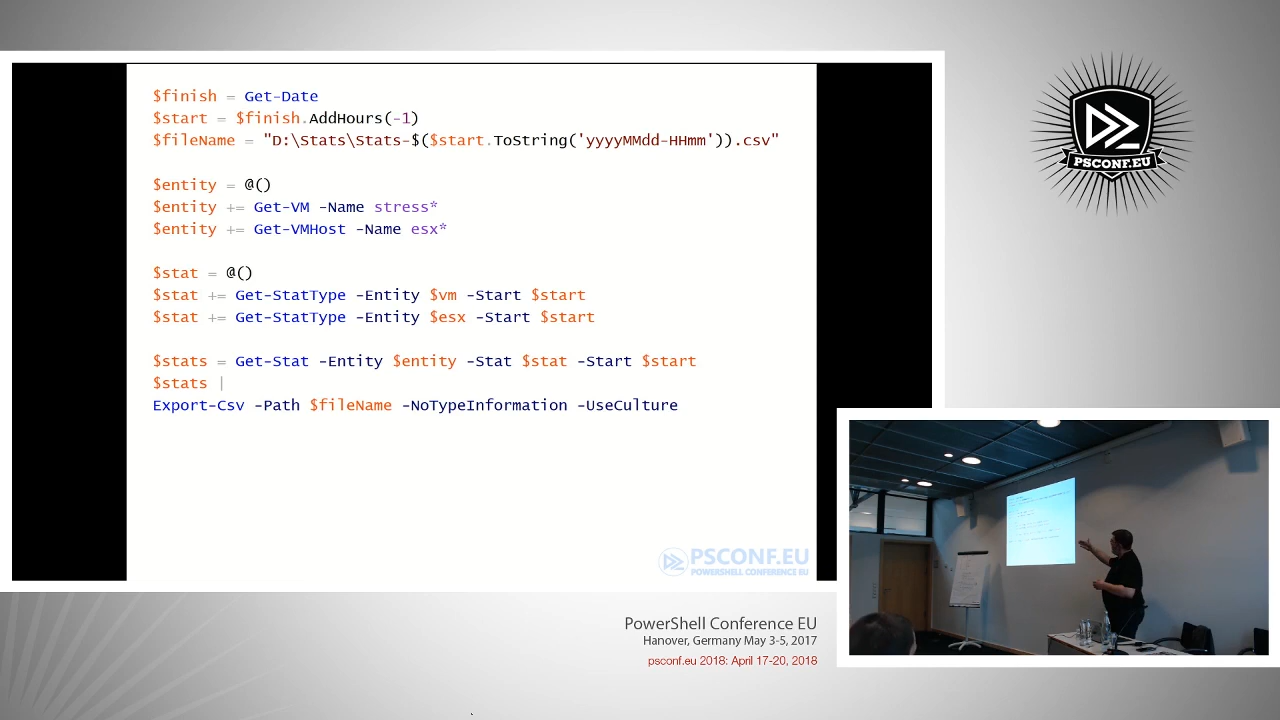 $finish = Get-Date
$start = $finish.AddHours(-1)
$fileName = "D:\Stats\Stats-$($start.ToString('yyyyMMdd-HHmm')).csv"
$entity = @()
$entity += Get-VM -Name stress*
$entity += Get-VMHost -Name esx*
$stat = @()
$stat += Get-StatType -Entity $vm -Start $start
$stat += Get-StatType -Entity $esx -Start $start
$stats = Get-Stat -Entity $entity -Stat $stat -Start $start
$stats |
Export-Csv -Path $fileName -NoTypeInformation -UseCulture
PSCONF.EU
POWERSHELL CONFERENCE EU
PSCONF.EU
PowerShell Conference EU
Hanover, Germany May 3-5, 2017
psconf.eu 2018: April 17-20, 2018